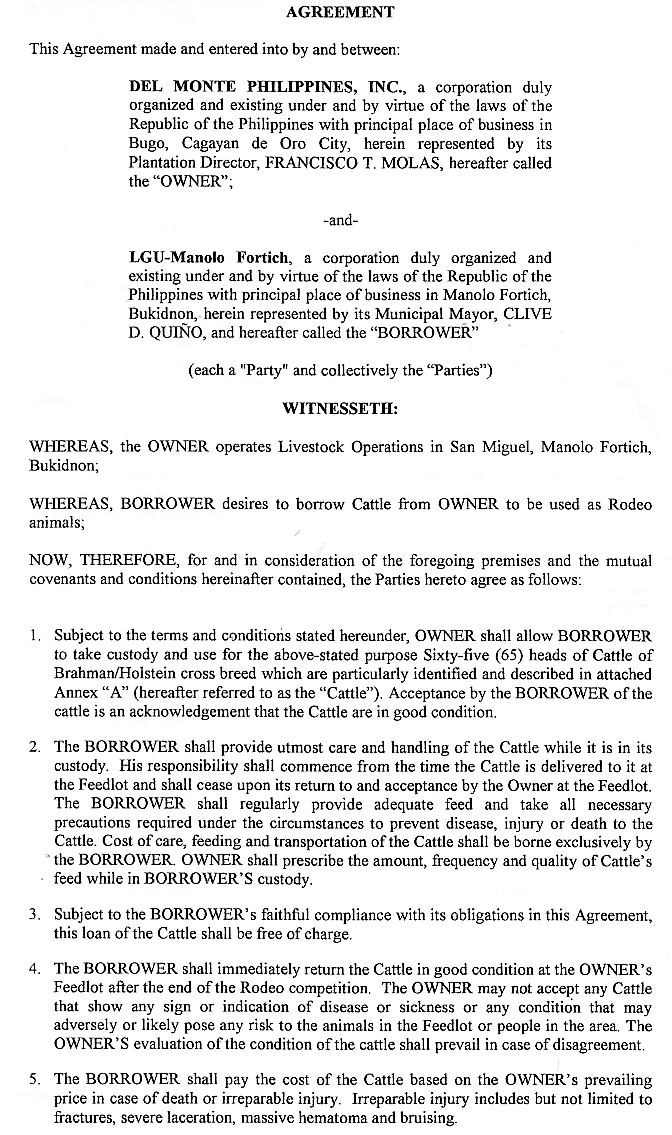 AGREEMENT
This Agreement made and entered into by and between:
DEL MONTE PHILIPPINES, INC., a corporation duly
organized and existing under and by virtue of the laws of the
Republic of the Philippines with principal place of business in
Bugo, Cagayan de Oro City, herein represented by its
Plantation Director, FRANCISCO T. MOLAS, hereafter called
the “OWNER”;
-and-
LGU-Manolo Fortich, a corporation duly organized and
existing under and by virtue of the laws of the Republic of the
Philippines with principal place of business in Manolo Fortich,
Bukidnon, herein represented by its Municipal Mayor, CLIVE
D. QUIÑO, and hereafter called the “BORROWER”
(each a "Party" and collectively the “Parties”)
WITNESSETH:
WHEREAS, the OWNER operates Livestock Operations in San Miguel, Manolo Fortich,
Bukidnon;
WHEREAS, BORROWER desires to borrow Cattle from OWNER to be used as Rodeo
animals;
NOW, THEREFORE, for and in consideration of the foregoing premises and the mutual
covenants and conditions hereinafter contained, the Parties hereto agree as follows:
1. Subject to the terms and conditions stated hereunder, OWNER shall allow BORROWER
to take custody and use for the above-stated purpose Sixty-five (65) heads of Cattle of
Brahman/Holstein cross breed which are particularly identified and described in attached
Annex “A” (hereafter referred to as the “Cattle”). Acceptance by the BORROWER of the
cattle is an acknowledgement that the Cattle are in good condition.
2. The BORROWER shall provide utmost care and handling of the Cattle while it is in its
custody. His responsibility shall commence from the time the Cattle is delivered to it at
the Feedlot and shall cease upon its return to and acceptance by the Owner at the Feedlot.
The BORROWER shall regularly provide adequate feed and take all necessary
precautions required under the circumstances to prevent disease, injury or death to the
Cattle. Cost of care, feeding and transportation of the Cattle shall be borne exclusively by
the BORROWER. OWNER shall prescribe the amount, frequency and quality of Cattle’s
feed while in BORROWER’S custody.
3. Subject to the BORROWER’s faithful compliance with its obligations in this Agreement,
this loan of the Cattle shall be free of charge.
4. The BORROWER shall immediately return the Cattle in good condition at the OWNER’s
Feedlot after the end of the Rodeo competition. The OWNER may not accept any Cattle
that show any sign or indication of disease or sickness or any condition that may
adversely or likely pose any risk to the animals in the Feedlot or people in the area. The
OWNER’S evaluation of the condition of the cattle shall prevail in case of disagreement.
5. The BORROWER shall pay the cost of the Cattle based on the OWNER’s prevailing
price in case of death or irreparable injury. Irreparable injury includes but not limited to
fractures, severe laceration, massive hematoma and bruising.